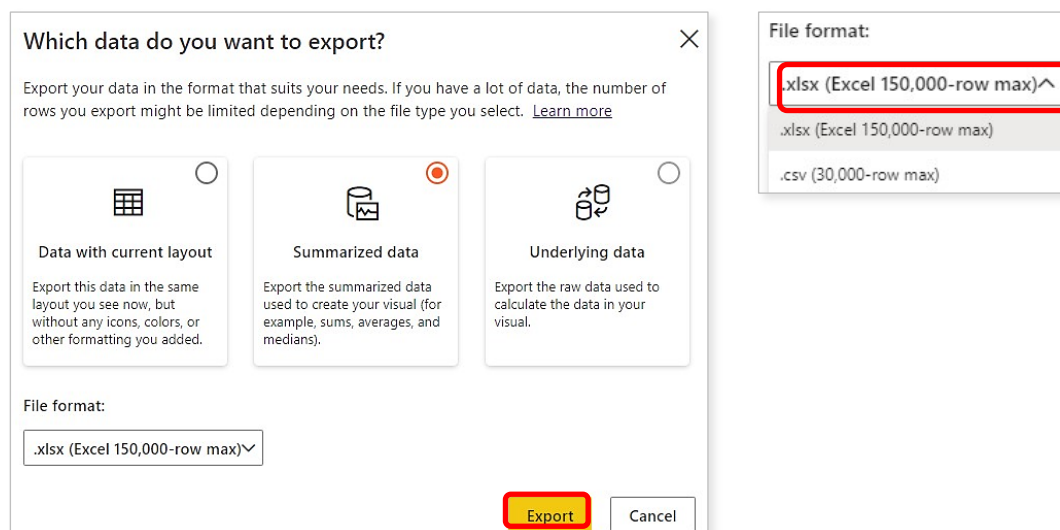 Which data do you want to export?
Export your data in the format that suits your needs. If you have a lot of data, the number of
rows you export might be limited depending on the file type you select. Learn more
Data with current layout
Export this data in the same
layout you see now, but
without any icons, colors, or
other formatting you added.
Summarized data
Export the summarized data
used to create your visual (for
example, sums, averages, and
medians).
Underlying data
Export the raw data used to
calculate the data in your
visual.
File format:
.xlsx (Excel 150,000-row max)
Export
Cancel
File format:
.xlsx (Excel 150,000-row max)
.xlsx (Excel 150,000-row max)
.csv (30,000-row max)